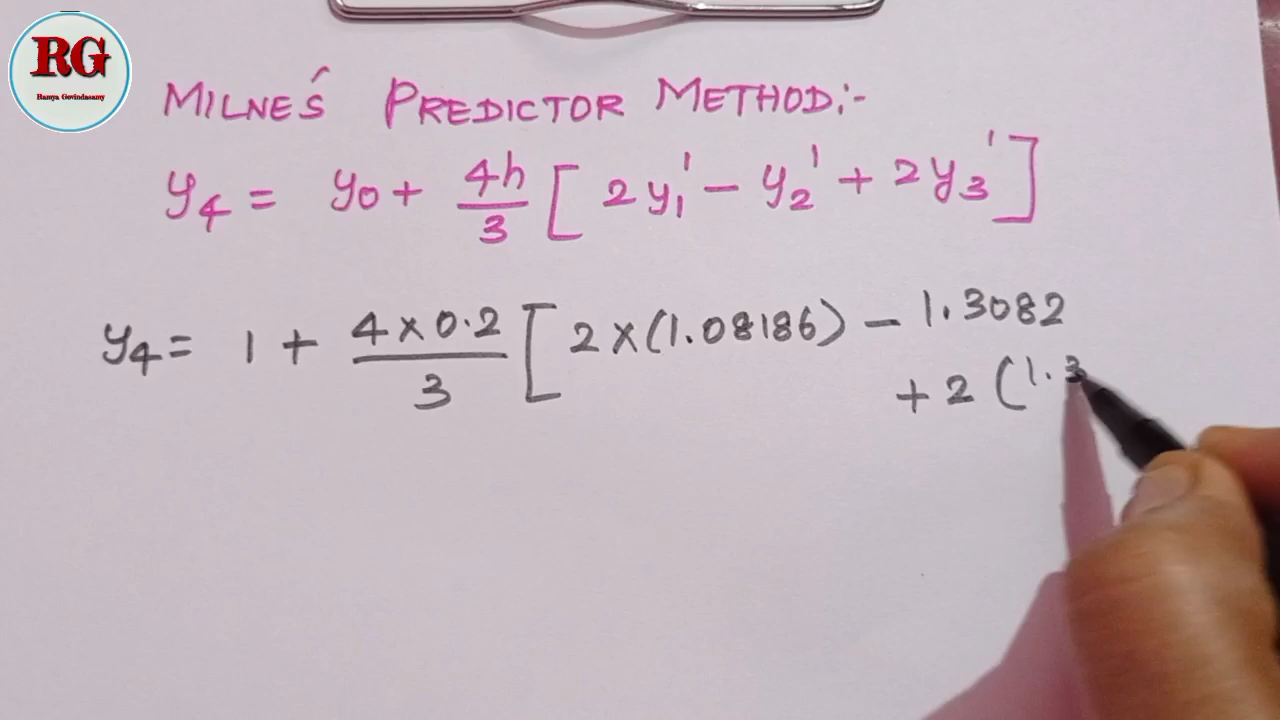 RG
Ramya Govindasamy
MILNE'S PREDICTOR METHOD:-
y₄ = y₀ + 4h/3 [ 2y₁' - y₂' + 2y₃' ]
y₄ = 1 + 4×0.2/3 [ 2×(1.08186) - 1.3082
+ 2 (1.3